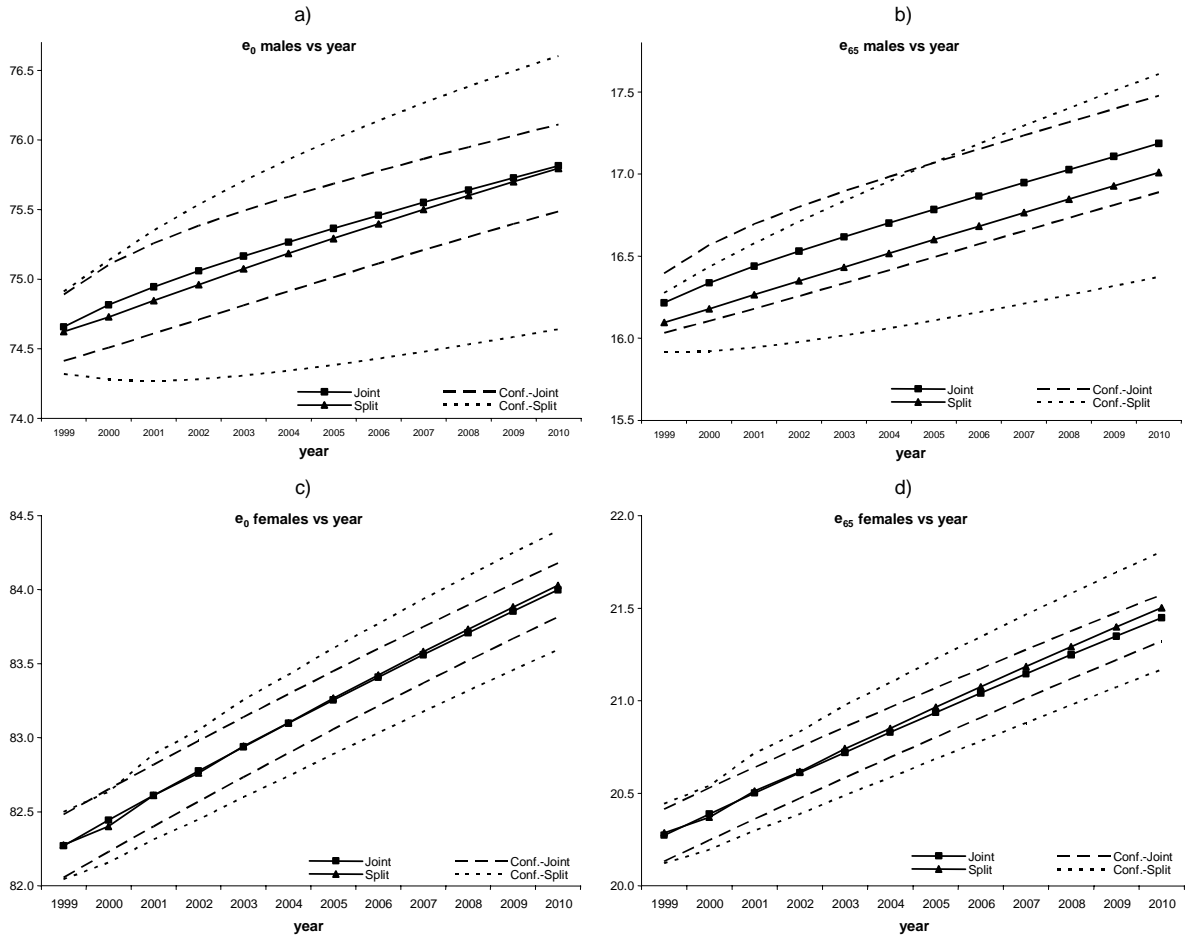 a)
e₀ males vs year
76.5
76.0
75.5
75.0
74.5
74.0
1999 2000 2001 2002 2003 2004 2005 2006 2007 2008 2009 2010
year
Joint Conf.-Joint
Split Conf.-Split
b)
e₆₅ males vs year
17.5
17.0
16.5
16.0
15.5
1999 2000 2001 2002 2003 2004 2005 2006 2007 2008 2009 2010
year
Joint Conf.-Joint
Split Conf.-Split
c)
e₀ females vs year
84.5
84.0
83.5
83.0
82.5
82.0
1999 2000 2001 2002 2003 2004 2005 2006 2007 2008 2009 2010
year
Joint Conf.-Joint
Split Conf.-Split
d)
e₆₅ females vs year
22.0
21.5
21.0
20.5
20.0
1999 2000 2001 2002 2003 2004 2005 2006 2007 2008 2009 2010
year
Joint Conf.-Joint
Split Conf.-Split